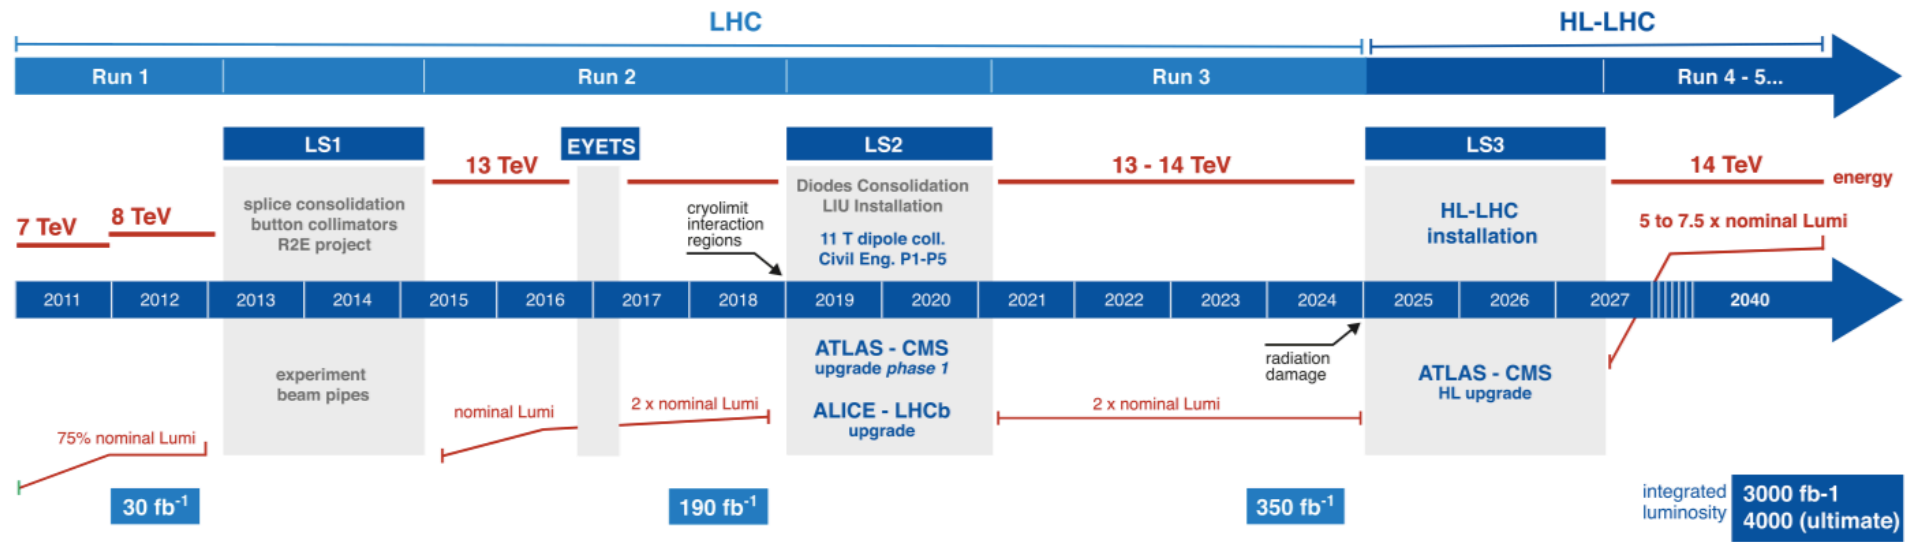 LHC
HL-LHC
Run 1
Run 2
Run 3
Run 4 - 5...
LS1
EYETS
LS2
LS3
13 TeV
13 - 14 TeV
14 TeV
energy
7 TeV
8 TeV
splice consolidation
button collimators
R2E project
cryolimit
interaction
regions
Diodes Consolidation
LIU Installation
11 T dipole coll.
Civil Eng. P1-P5
HL-LHC
installation
5 to 7.5 x nominal Lumi
2011
2012
2013
2014
2015
2016
2017
2018
2019
2020
2021
2022
2023
2024
2025
2026
2027
2040
experiment
beam pipes
ATLAS - CMS
upgrade phase 1
ALICE - LHCb
upgrade
radiation
damage
ATLAS - CMS
HL upgrade
75% nominal Lumi
nominal Lumi
2 x nominal Lumi
2 x nominal Lumi
30 fb⁻¹
190 fb⁻¹
350 fb⁻¹
integrated
luminosity
3000 fb-1
4000 (ultimate)